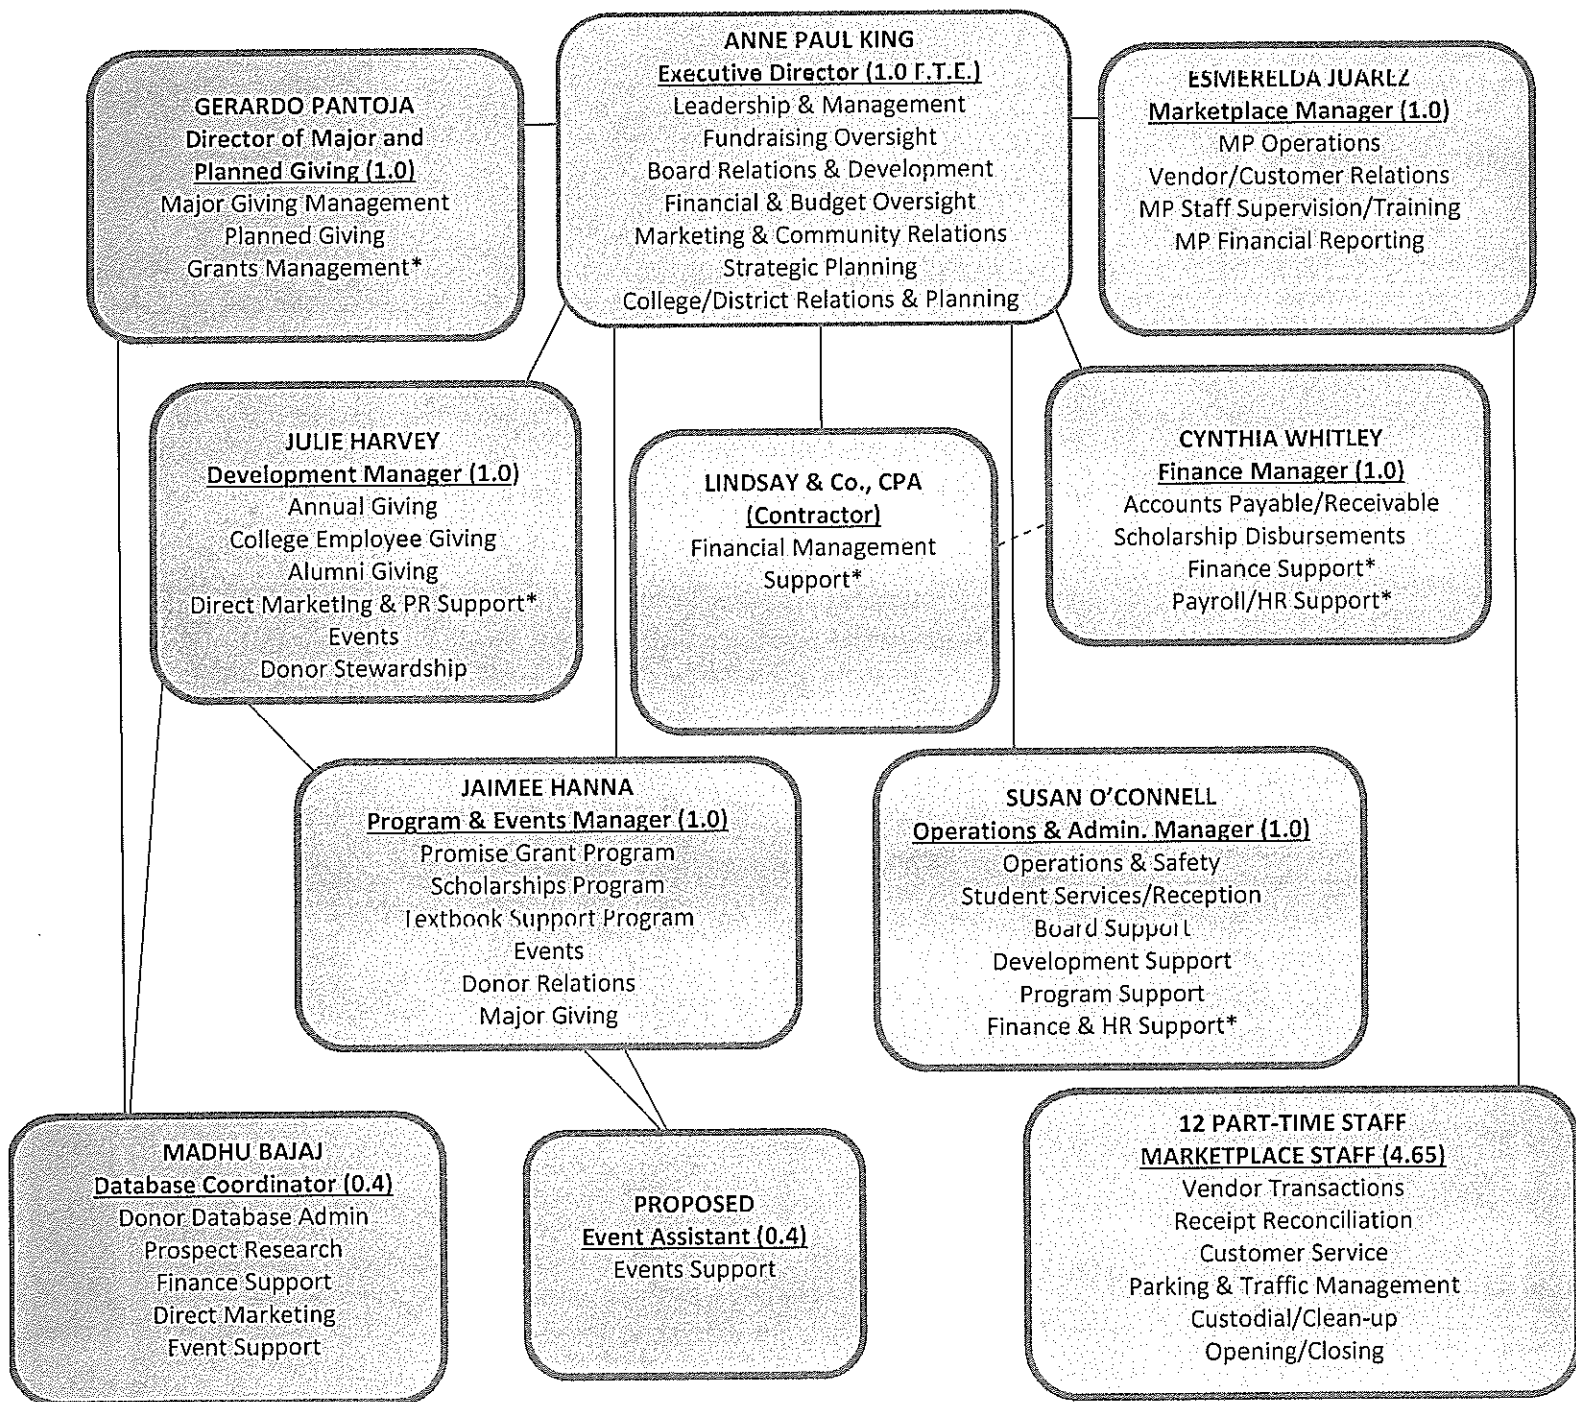 ANNE PAUL KING
Executive Director (1.0 F.T.E.)
Leadership & Management
Fundraising Oversight
Board Relations & Development
Financial & Budget Oversight
Marketing & Community Relations
Strategic Planning
College/District Relations & Planning
GERARDO PANTOJA
Director of Major and
Planned Giving (1.0)
Major Giving Management
Planned Giving
Grants Management*
ESMERELDA JUAREZ
Marketplace Manager (1.0)
MP Operations
Vendor/Customer Relations
MP Staff Supervision/Training
MP Financial Reporting
JULIE HARVEY
Development Manager (1.0)
Annual Giving
College Employee Giving
Alumni Giving
Direct Marketing & PR Support*
Events
Donor Stewardship
LINDSAY & Co., CPA
(Contractor)
Financial Management
Support*
CYNTHIA WHITLEY
Finance Manager (1.0)
Accounts Payable/Receivable
Scholarship Disbursements
Finance Support*
Payroll/HR Support*
JAIMEE HANNA
Program & Events Manager (1.0)
Promise Grant Program
Scholarships Program
Textbook Support Program
Events
Donor Relations
Major Giving
SUSAN O’CONNELL
Operations & Admin. Manager (1.0)
Operations & Safety
Student Services/Reception
Board Support
Development Support
Program Support
Finance & HR Support*
MADHU BAJAJ
Database Coordinator (0.4)
Donor Database Admin
Prospect Research
Finance Support
Direct Marketing
Event Support
PROPOSED
Event Assistant (0.4)
Events Support
12 PART-TIME STAFF
MARKETPLACE STAFF (4.65)
Vendor Transactions
Receipt Reconciliation
Customer Service
Parking & Traffic Management
Custodial/Clean-up
Opening/Closing